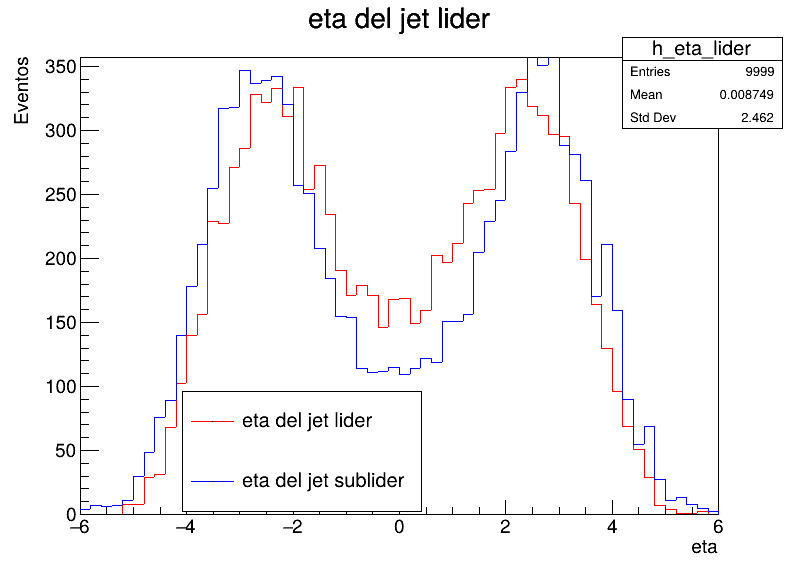 eta del jet lider
h_eta_lider
Entries 9999
Mean 0.008749
Std Dev 2.462
Eventos
350
300
250
200
150
100
50
0
eta del jet lider
eta del jet sublider
−6 −4 −2 0 2 4 6
eta